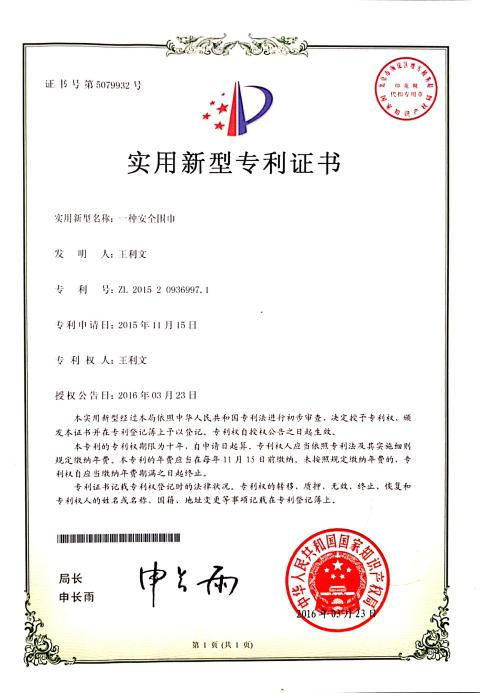 证书号第5079932号
印花税
代扣专用章
实用新型专利证书
实用新型名称：一种安全围巾
发明人：王利文
专利号：ZL 2015 2 0936997.1
专利申请日：2015年11月15日
专利权人：王利文
授权公告日：2016年03月23日
本实用新型经过本局依照中华人民共和国专利法进行初步审查，决定授予专利权，颁
发本证书并在专利登记簿上予以登记。专利权自授权公告之日起生效。
本专利的专利权期限为十年，自申请日起算。专利权人应当依照专利法及其实施细则
规定缴纳年费。本专利的年费应当在每年11月15日前缴纳。未按照规定缴纳年费的，专
利权自应当缴纳年费期满之日起终止。
专利证书记载专利权登记时的法律状况。专利权的转移、质押、无效、终止、恢复和
专利权人的姓名或名称、国籍、地址变更等事项记载在专利登记簿上。
局长
申长雨
申长雨
中华人民共和国国家知识产权局
2016年03月23日
第1页(共1页)